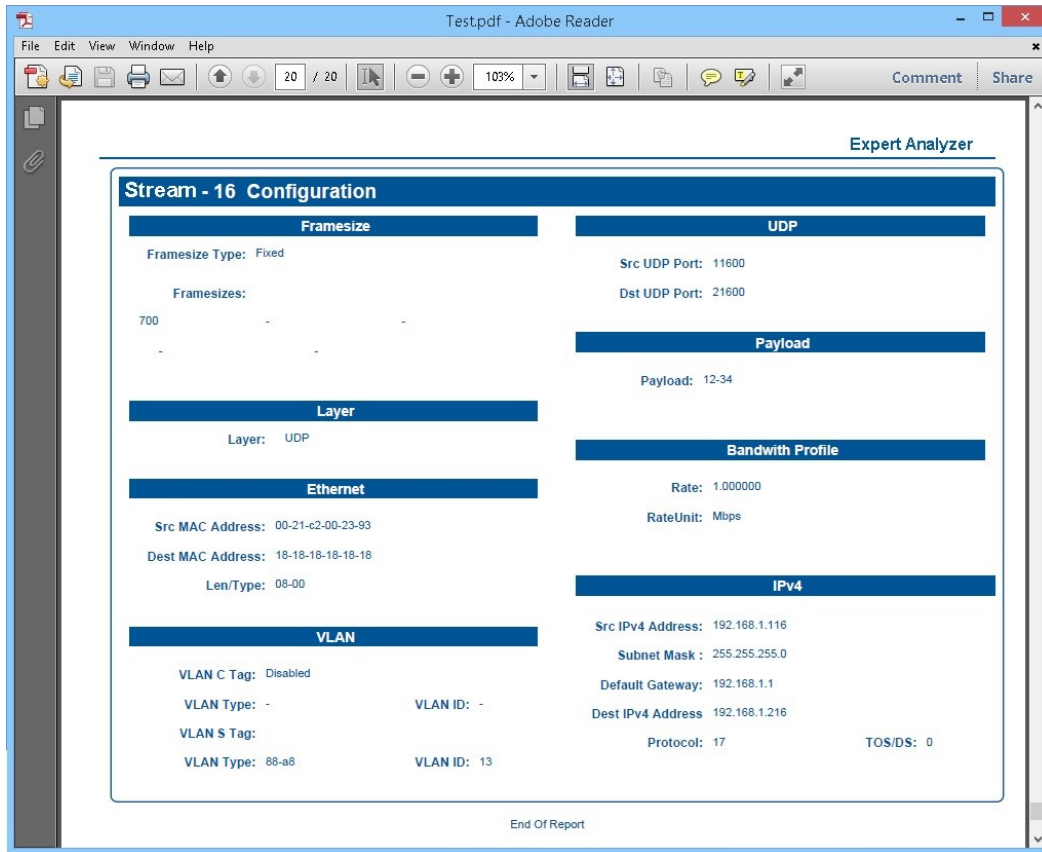 Test.pdf - Adobe Reader
File Edit View Window Help
20 / 20 103% Comment Share
Expert Analyzer
Stream - 16 Configuration
Framesize
Framesize Type: Fixed
Framesizes:
700 - -
- -
Layer
Layer: UDP
Ethernet
Src MAC Address: 00-21-c2-00-23-93
Dest MAC Address: 18-18-18-18-18-18
Len/Type: 08-00
VLAN
VLAN C Tag: Disabled
VLAN Type: - VLAN ID: -
VLAN S Tag:
VLAN Type: 88-a8 VLAN ID: 13
UDP
Src UDP Port: 11600
Dst UDP Port: 21600
Payload
Payload: 12-34
Bandwith Profile
Rate: 1.000000
RateUnit: Mbps
IPv4
Src IPv4 Address: 192.168.1.116
Subnet Mask : 255.255.255.0
Default Gateway: 192.168.1.1
Dest IPv4 Address 192.168.1.216
Protocol: 17 TOS/DS: 0
End Of Report